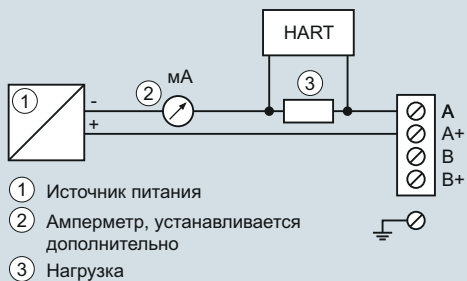 HART
мА
1
2
3
-
+
A
A+
B
B+
1 Источник питания
2 Амперметр, устанавливается
дополнительно
3 Нагрузка